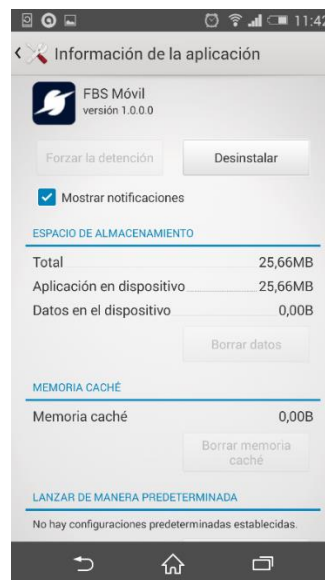 11:42
Información de la aplicación
FBS Móvil
versión 1.0.0.0
Forzar la detención
Desinstalar
Mostrar notificaciones
ESPACIO DE ALMACENAMIENTO
Total 25,66MB
Aplicación en dispositivo 25,66MB
Datos en el dispositivo 0,00B
Borrar datos
MEMORIA CACHÉ
Memoria caché 0,00B
Borrar memoria
caché
LANZAR DE MANERA PREDETERMINADA
No hay configuraciones predeterminadas establecidas.